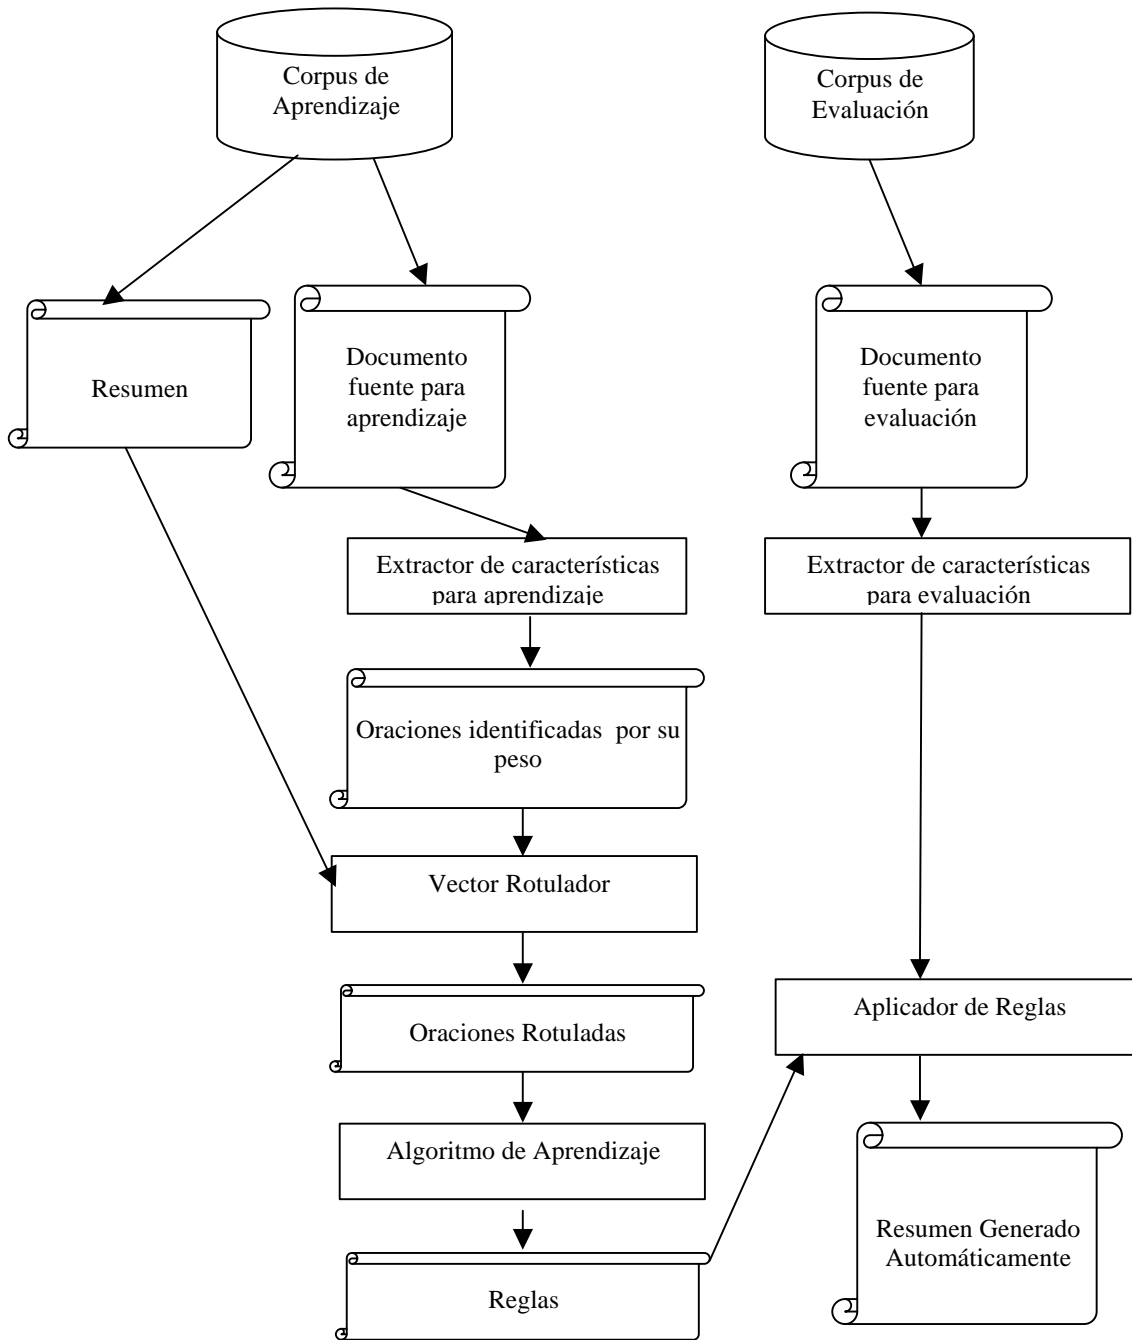 Corpus de
Aprendizaje
Corpus de
Evaluación
Resumen
Documento
fuente para
aprendizaje
Documento
fuente para
evaluación
Extractor de características
para aprendizaje
Extractor de características
para evaluación
Oraciones identificadas por su
peso
Vector Rotulador
Oraciones Rotuladas
Aplicador de Reglas
Algoritmo de Aprendizaje
Resumen Generado
Automáticamente
Reglas